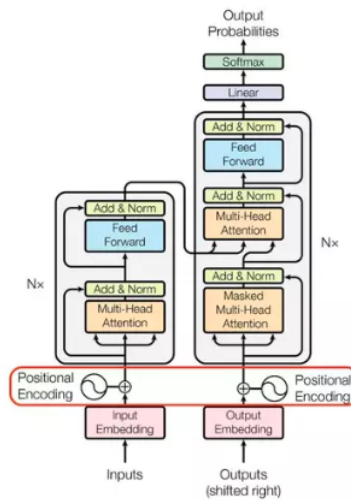 Output
Probabilities
Softmax
Linear
Add & Norm
Feed
Forward
Add & Norm
Multi-Head
Attention
Add & Norm
Masked
Multi-Head
Attention
Nx
Add & Norm
Feed
Forward
Add & Norm
Multi-Head
Attention
Nx
Positional
Encoding
Positional
Encoding
Input
Embedding
Output
Embedding
Inputs
Outputs
(shifted right)